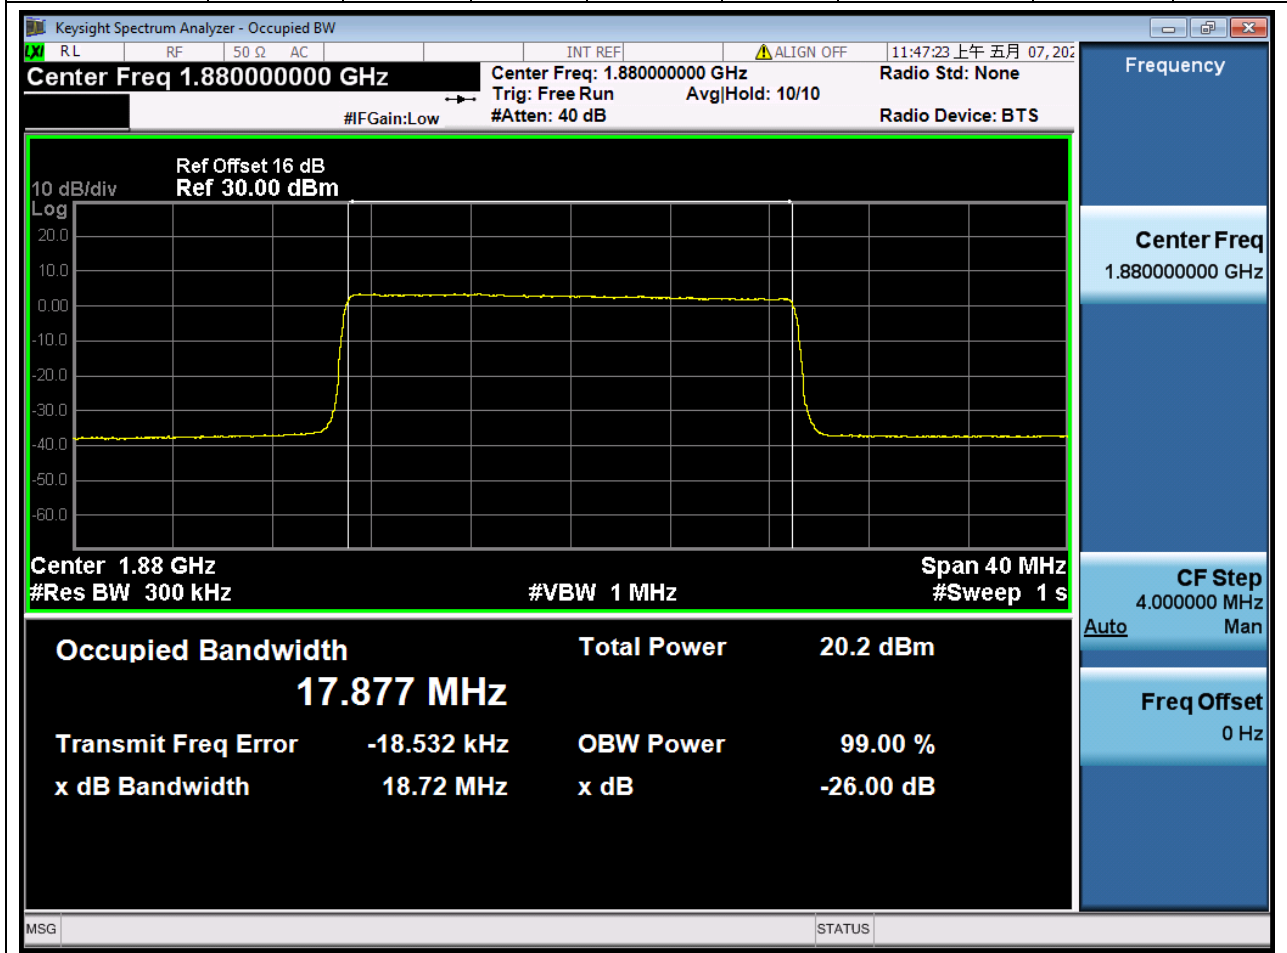 Keysight Spectrum Analyzer - Occupied BW
LXI RL RF 50 Ω AC INT REF ALIGN OFF 11:47:23 上午 五月 07, 202
Center Freq 1.880000000 GHz
Center Freq: 1.880000000 GHz Radio Std: None
Trig: Free Run Avg|Hold: 10/10
#IFGain:Low #Atten: 40 dB Radio Device: BTS
Ref Offset 16 dB
10 dB/div Ref 30.00 dBm
Log
20.0
10.0
0.00
-10.0
-20.0
-30.0
-40.0
-50.0
-60.0
Center 1.88 GHz Span 40 MHz
#Res BW 300 kHz #VBW 1 MHz #Sweep 1 s
Occupied Bandwidth Total Power 20.2 dBm
17.877 MHz
Transmit Freq Error -18.532 kHz OBW Power 99.00 %
x dB Bandwidth 18.72 MHz x dB -26.00 dB
Frequency
Center Freq
1.880000000 GHz
CF Step
4.000000 MHz
Auto Man
Freq Offset
0 Hz
MSG STATUS